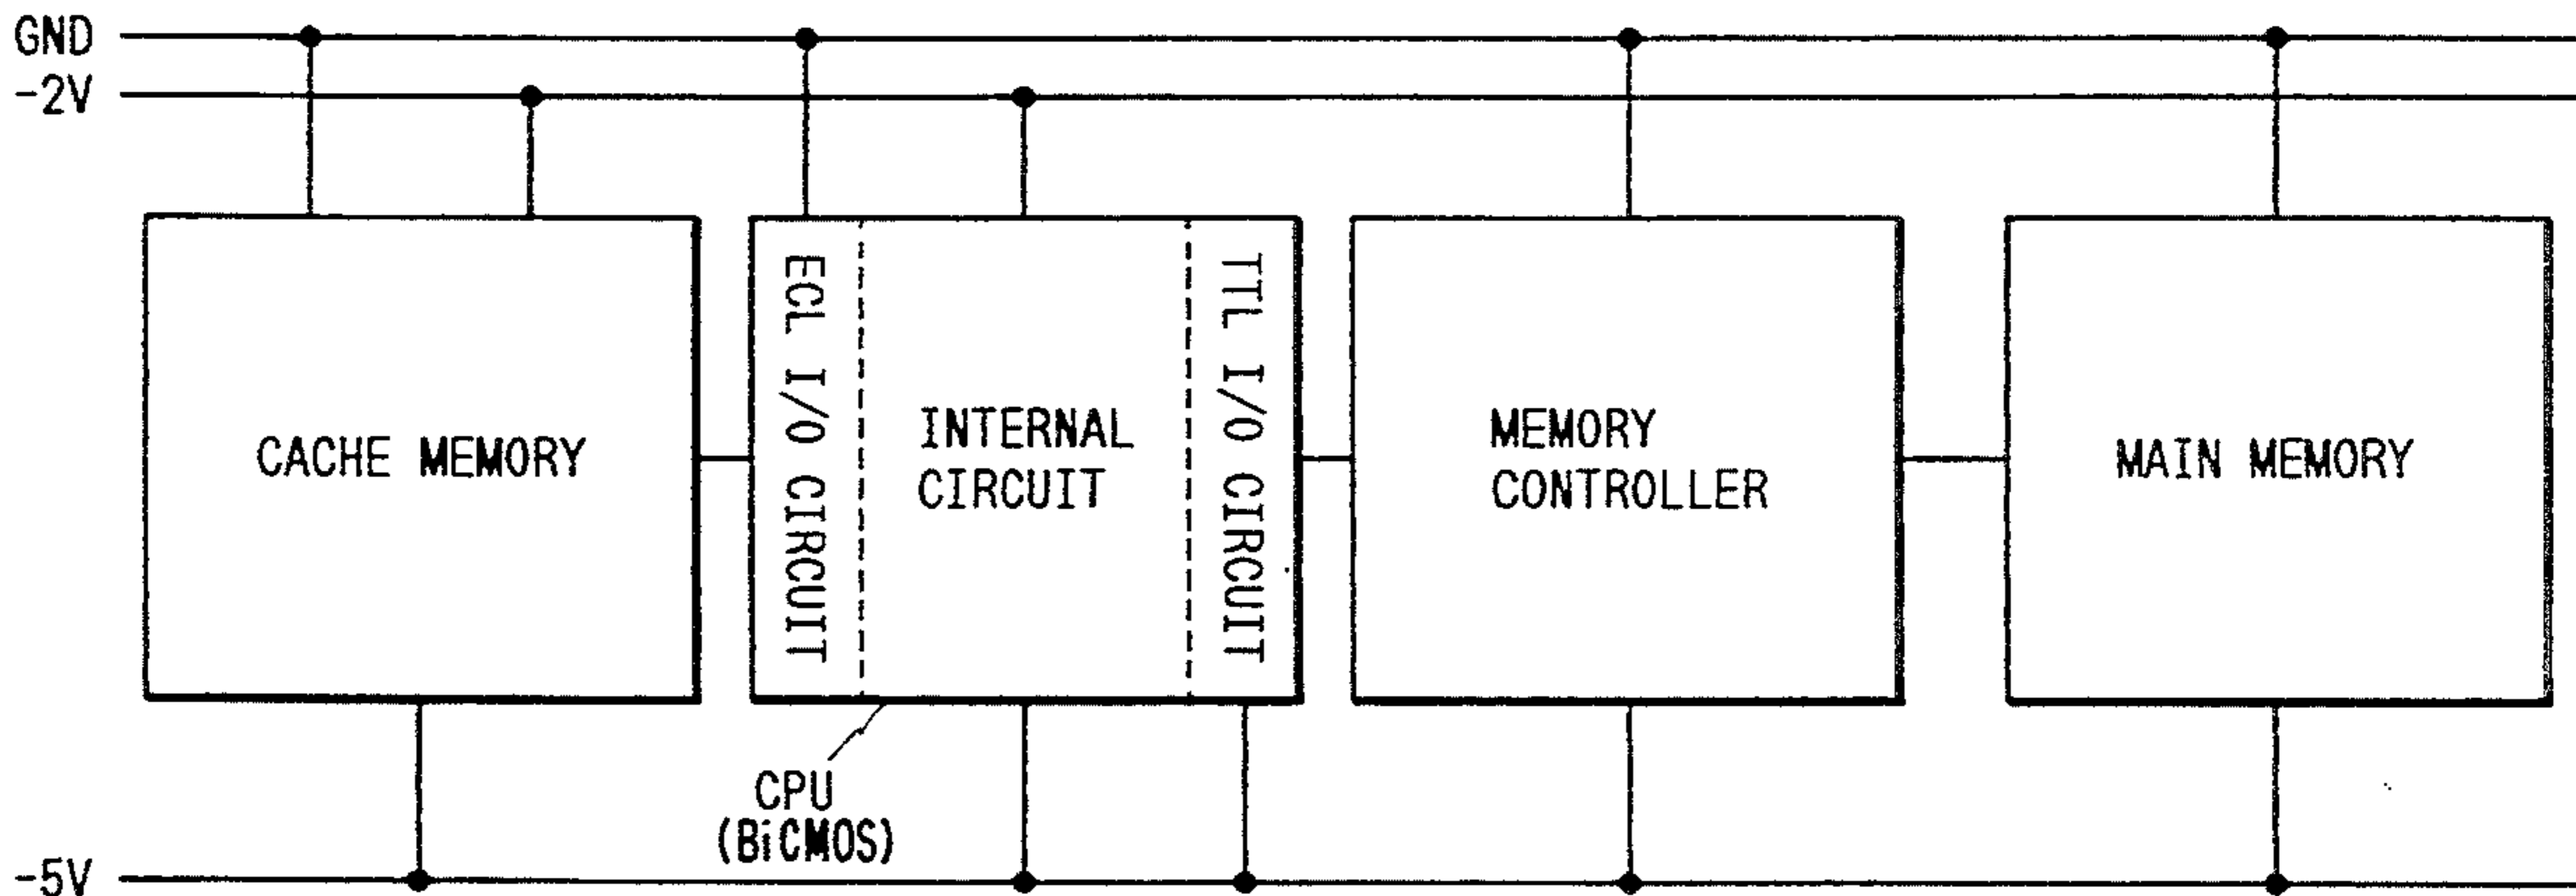 GND
-2V
CACHE MEMORY
ECL I/O CIRCUIT
INTERNAL
CIRCUIT
TTL I/O CIRCUIT
MEMORY
CONTROLLER
MAIN MEMORY
CPU
(BiCMOS)
-5V